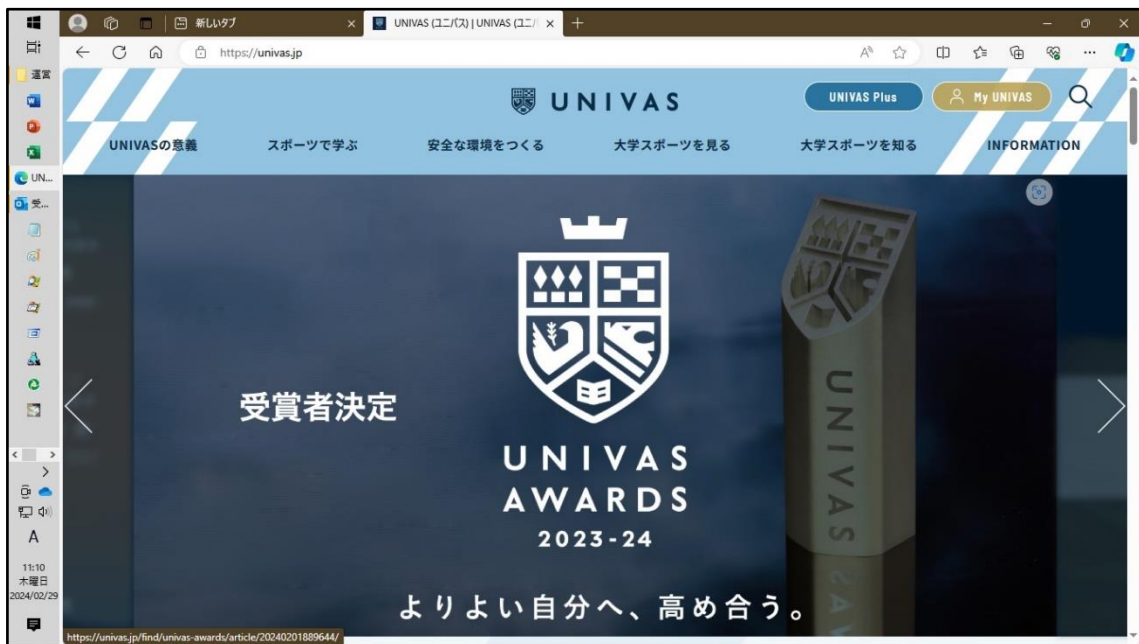 新しいタブ
UNIVAS (ユニバス) | UNIVAS (ユニバ
https://univas.jp
運営
UN...
受...
UNIVAS
UNIVAS Plus
My UNIVAS
UNIVASの意義
スポーツで学ぶ
安全な環境をつくる
大学スポーツを見る
大学スポーツを知る
INFORMATION
受賞者決定
UNIVAS
AWARDS
2023-24
よりよい自分へ、高め合う。
UNIVAS
A
11:10
木曜日
2024/02/29
https://univas.jp/find/univas-awards/article/20240201889644/